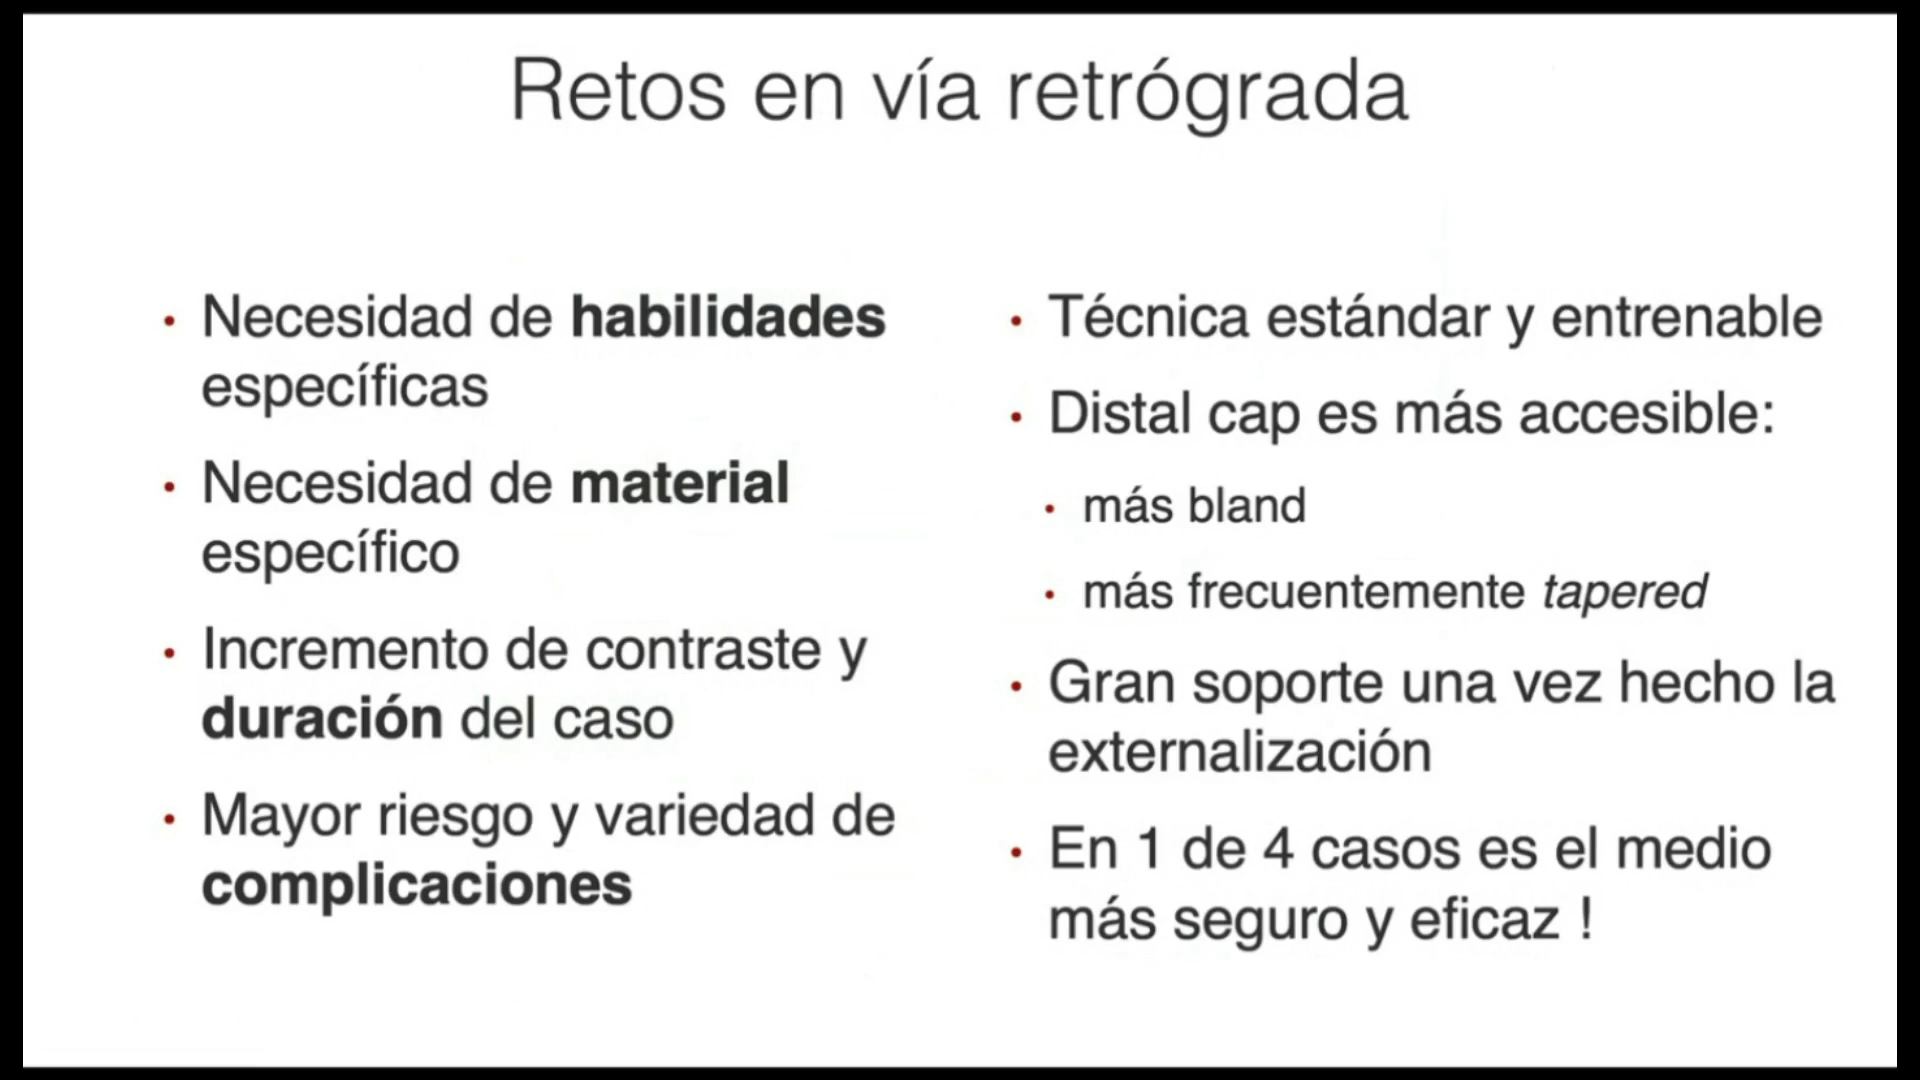 Retos en vía retrógrada
• Necesidad de habilidades
específicas
• Necesidad de material
específico
• Incremento de contraste y
duración del caso
• Mayor riesgo y variedad de
complicaciones
• Técnica estándar y entrenable
• Distal cap es más accesible:
• más bland
• más frecuentemente tapered
• Gran soporte una vez hecho la
externalización
• En 1 de 4 casos es el medio
más seguro y eficaz !